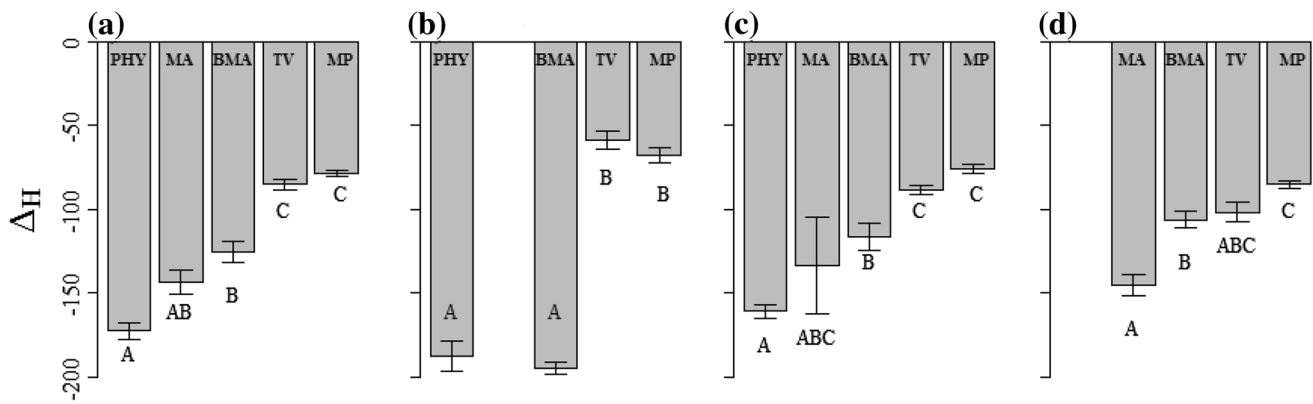 (a) (b) (c) (d)
0
-50
-100
-150
-200
ΔH
PHY MA BMA TV MP
A AB B C C
PHY BMA TV MP
A A B B
PHY MA BMA TV MP
A ABC B C C
MA BMA TV MP
A B ABC C